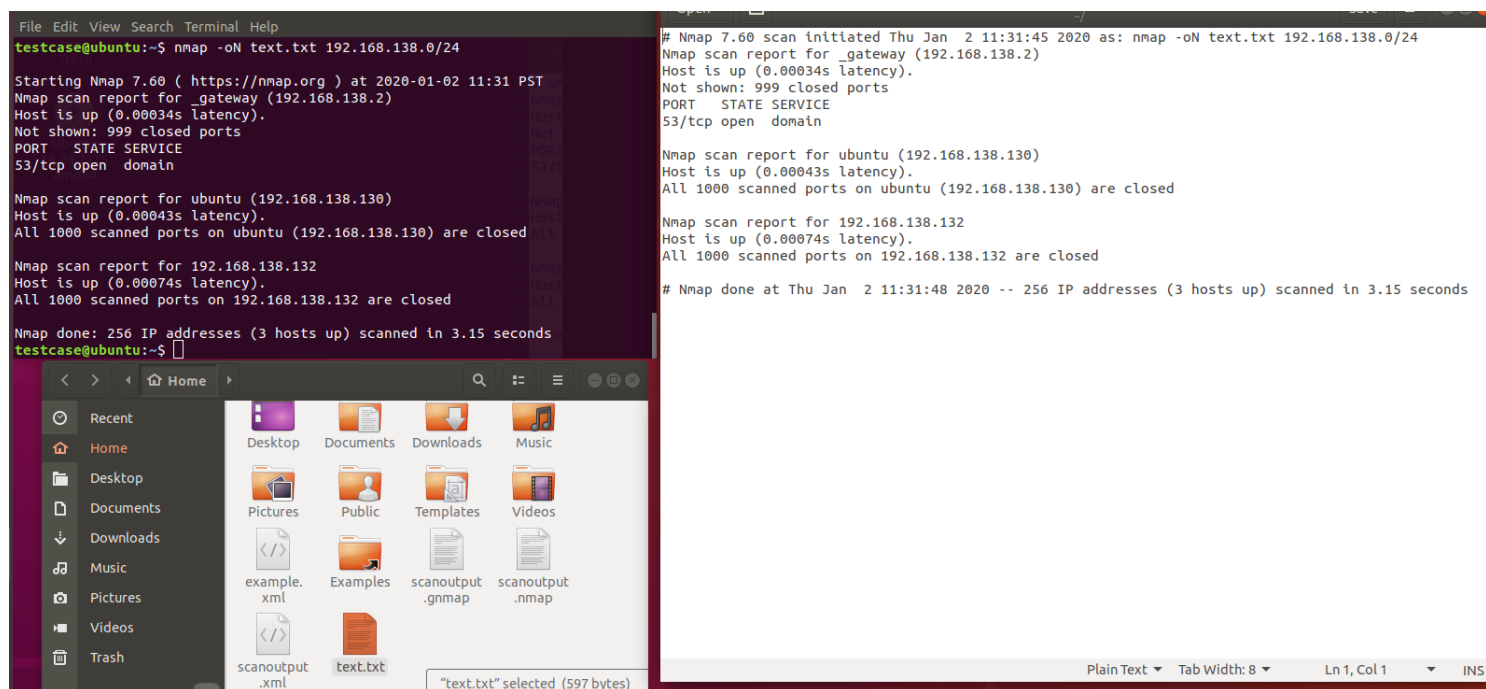 File Edit View Search Terminal Help
testcase@ubuntu:~$ nmap -oN text.txt 192.168.138.0/24
Starting Nmap 7.60 ( https://nmap.org ) at 2020-01-02 11:31 PST
Nmap scan report for _gateway (192.168.138.2)
Host is up (0.00034s latency).
Not shown: 999 closed ports
PORT   STATE SERVICE
53/tcp open  domain
Nmap scan report for ubuntu (192.168.138.130)
Host is up (0.00043s latency).
All 1000 scanned ports on ubuntu (192.168.138.130) are closed
Nmap scan report for 192.168.138.132
Host is up (0.00074s latency).
All 1000 scanned ports on 192.168.138.132 are closed
Nmap done: 256 IP addresses (3 hosts up) scanned in 3.15 seconds
testcase@ubuntu:~$
Open
~/
Save
# Nmap 7.60 scan initiated Thu Jan  2 11:31:45 2020 as: nmap -oN text.txt 192.168.138.0/24
Nmap scan report for _gateway (192.168.138.2)
Host is up (0.00034s latency).
Not shown: 999 closed ports
PORT   STATE SERVICE
53/tcp open  domain
Nmap scan report for ubuntu (192.168.138.130)
Host is up (0.00043s latency).
All 1000 scanned ports on ubuntu (192.168.138.130) are closed
Nmap scan report for 192.168.138.132
Host is up (0.00074s latency).
All 1000 scanned ports on 192.168.138.132 are closed
# Nmap done at Thu Jan  2 11:31:48 2020 -- 256 IP addresses (3 hosts up) scanned in 3.15 seconds
Plain Text Tab Width: 8 Ln 1, Col 1 INS
Home
Recent
Home
Desktop
Documents
Downloads
Music
Pictures
Videos
Trash
Desktop Documents Downloads Music
Pictures Public Templates Videos
example.xml
Examples
scanoutput.gnmap
scanoutput.nmap
scanoutput.xml
text.txt
"text.txt" selected (597 bytes)